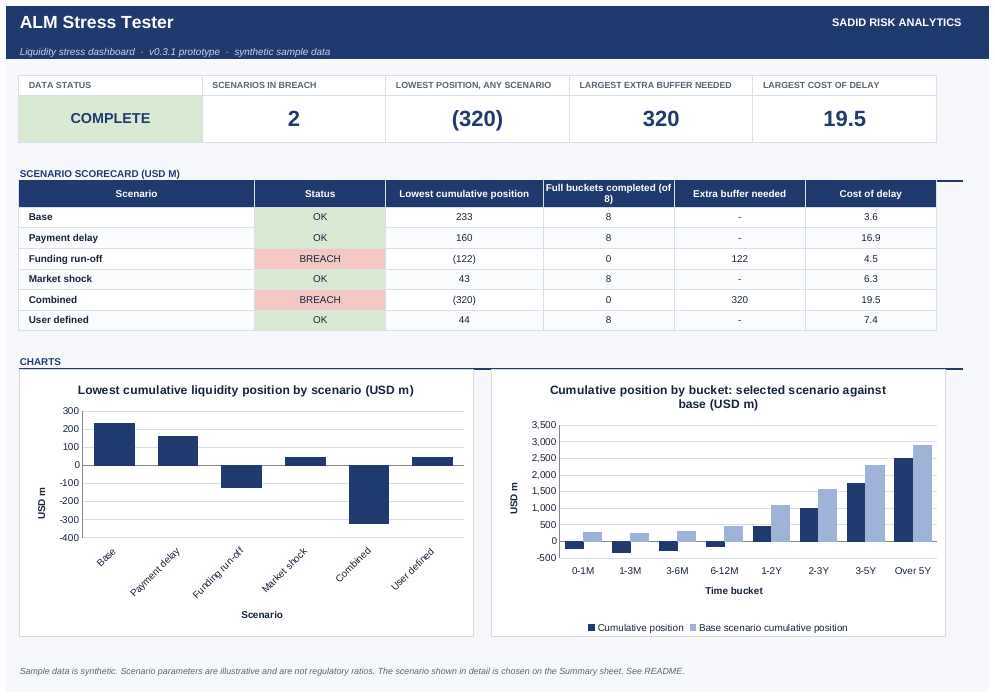 ALM Stress Tester
SADID RISK ANALYTICS
Liquidity stress dashboard · v0.3.1 prototype · synthetic sample data
DATA STATUS
SCENARIOS IN BREACH
LOWEST POSITION, ANY SCENARIO
LARGEST EXTRA BUFFER NEEDED
LARGEST COST OF DELAY
COMPLETE
2
(320)
320
19.5
SCENARIO SCORECARD (USD M)
Scenario
Status
Lowest cumulative position
Full buckets completed (of
8)
Extra buffer needed
Cost of delay
Base OK 233 8 - 3.6
Payment delay OK 160 8 - 16.9
Funding run-off BREACH (122) 0 122 4.5
Market shock OK 43 8 - 6.3
Combined BREACH (320) 0 320 19.5
User defined OK 44 8 - 7.4
CHARTS
Lowest cumulative liquidity position by scenario (USD m)
300
200
100
0
-100
-200
-300
-400
USD m
Base
Payment delay
Funding run-off
Market shock
Combined
User defined
Scenario
Cumulative position by bucket: selected scenario against
base (USD m)
3,500
3,000
2,500
2,000
1,500
1,000
500
0
-500
USD m
0-1M
1-3M
3-6M
6-12M
1-2Y
2-3Y
3-5Y
Over 5Y
Time bucket
Cumulative position
Base scenario cumulative position
Sample data is synthetic. Scenario parameters are illustrative and are not regulatory ratios. The scenario shown in detail is chosen on the Summary sheet. See README.